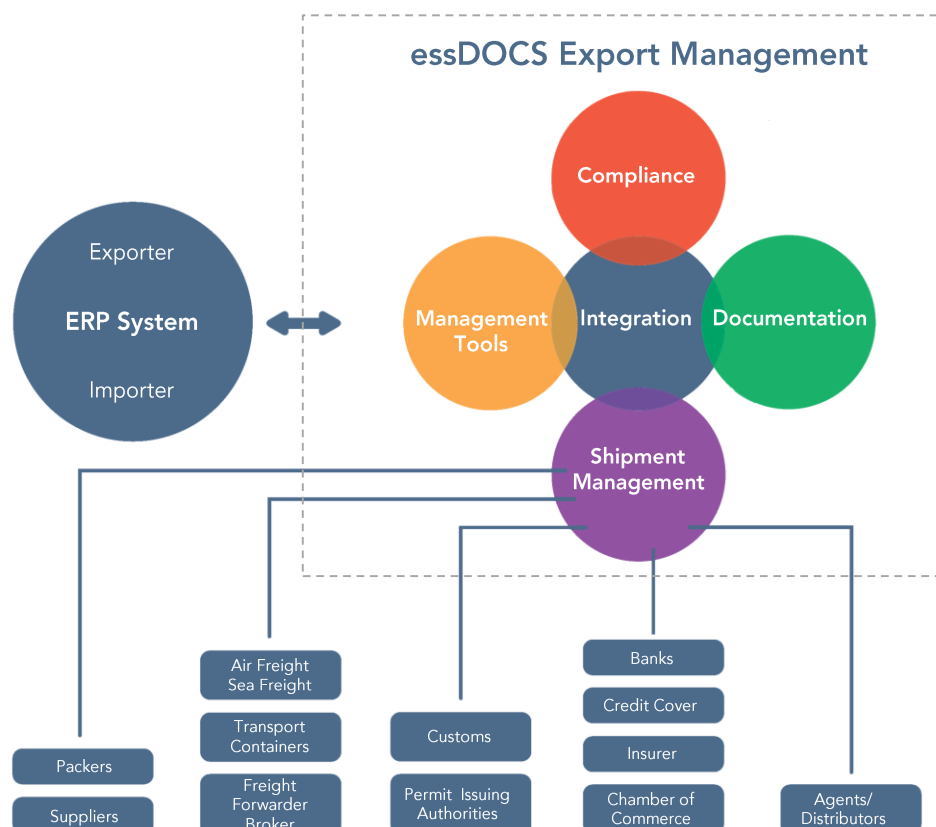 essDOCS Export Management
Compliance
Exporter
ERP System
Importer
Management
Tools
Integration
Documentation
Shipment
Management
Air Freight
Sea Freight
Transport
Containers
Freight
Forwarder
Broker
Packers
Suppliers
Customs
Permit Issuing
Authorities
Banks
Credit Cover
Insurer
Chamber of
Commerce
Agents/
Distributors